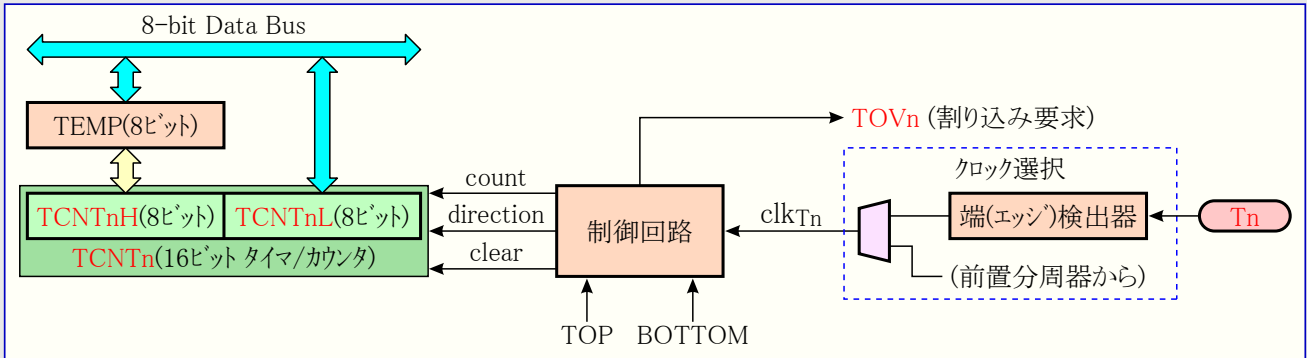 8-bit Data Bus
TEMP(8ﾋﾞｯﾄ)
TOVn (割り込み要求)
クロック選択
count
TCNTnH(8ﾋﾞｯﾄ)
TCNTnL(8ﾋﾞｯﾄ)
direction
制御回路
clkTn
端(ｴｯｼﾞ)検出器
Tn
TCNTn(16ﾋﾞｯﾄ タイマ/カウンタ)
clear
(前置分周器から)
TOP
BOTTOM